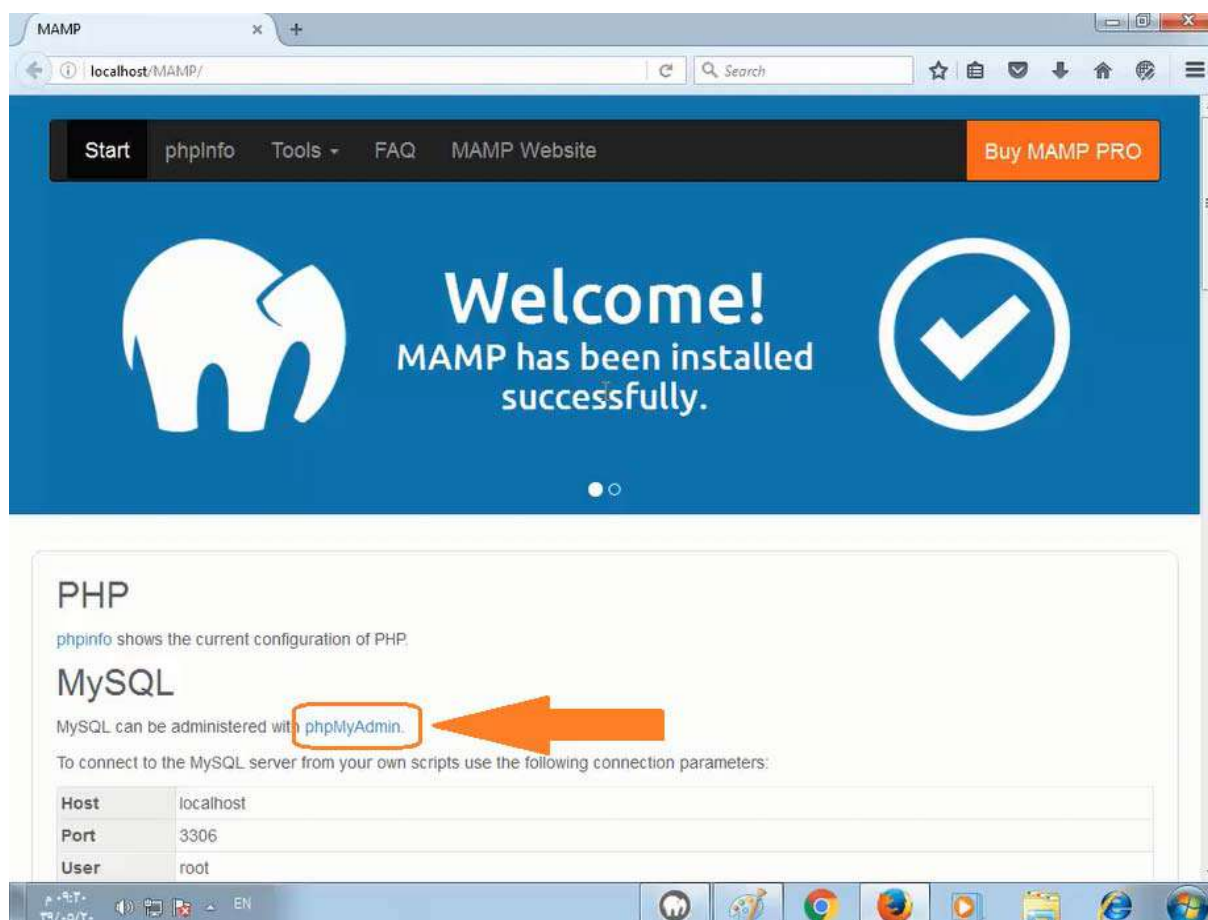 MAMP
localhost/MAMP/
Search
Start phpInfo Tools FAQ MAMP Website Buy MAMP PRO
Welcome!
MAMP has been installed
successfully.
PHP
phpinfo shows the current configuration of PHP.
MySQL
MySQL can be administered with phpMyAdmin.
To connect to the MySQL server from your own scripts use the following connection parameters:
Host localhost
Port 3306
User root
EN